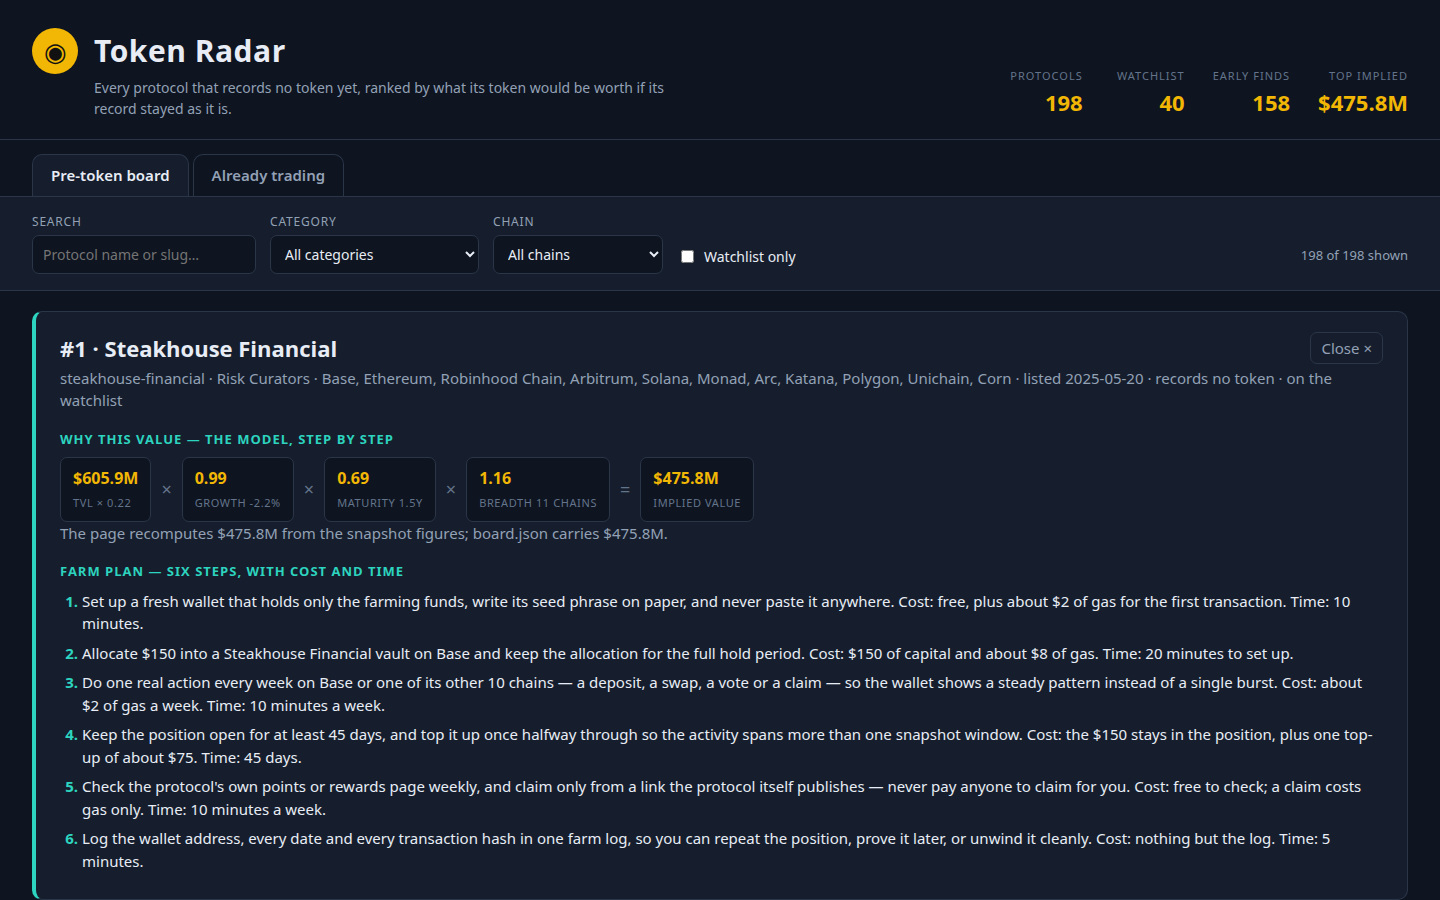 Token Radar
Every protocol that records no token yet, ranked by what its token would be worth if its
record stayed as it is.
PROTOCOLS WATCHLIST EARLY FINDS TOP IMPLIED
198 40 158 $475.8M
Pre-token board Already trading
SEARCH CATEGORY CHAIN
Protocol name or slug... All categories All chains Watchlist only 198 of 198 shown
#1 · Steakhouse Financial Close ×
steakhouse-financial · Risk Curators · Base, Ethereum, Robinhood Chain, Arbitrum, Solana, Monad, Arc, Katana, Polygon, Unichain, Corn · listed 2025-05-20 · records no token · on the
watchlist
WHY THIS VALUE — THE MODEL, STEP BY STEP
$605.9M × 0.99 × 0.69 × 1.16 = $475.8M
TVL × 0.22 GROWTH -2.2% MATURITY 1.5Y BREADTH 11 CHAINS IMPLIED VALUE
The page recomputes $475.8M from the snapshot figures; board.json carries $475.8M.
FARM PLAN — SIX STEPS, WITH COST AND TIME
1. Set up a fresh wallet that holds only the farming funds, write its seed phrase on paper, and never paste it anywhere. Cost: free, plus about $2 of gas for the first transaction. Time: 10
minutes.
2. Allocate $150 into a Steakhouse Financial vault on Base and keep the allocation for the full hold period. Cost: $150 of capital and about $8 of gas. Time: 20 minutes to set up.
3. Do one real action every week on Base or one of its other 10 chains — a deposit, a swap, a vote or a claim — so the wallet shows a steady pattern instead of a single burst. Cost: about
$2 of gas a week. Time: 10 minutes a week.
4. Keep the position open for at least 45 days, and top it up once halfway through so the activity spans more than one snapshot window. Cost: the $150 stays in the position, plus one top-
up of about $75. Time: 45 days.
5. Check the protocol's own points or rewards page weekly, and claim only from a link the protocol itself publishes — never pay anyone to claim for you. Cost: free to check; a claim costs
gas only. Time: 10 minutes a week.
6. Log the wallet address, every date and every transaction hash in one farm log, so you can repeat the position, prove it later, or unwind it cleanly. Cost: nothing but the log. Time: 5
minutes.